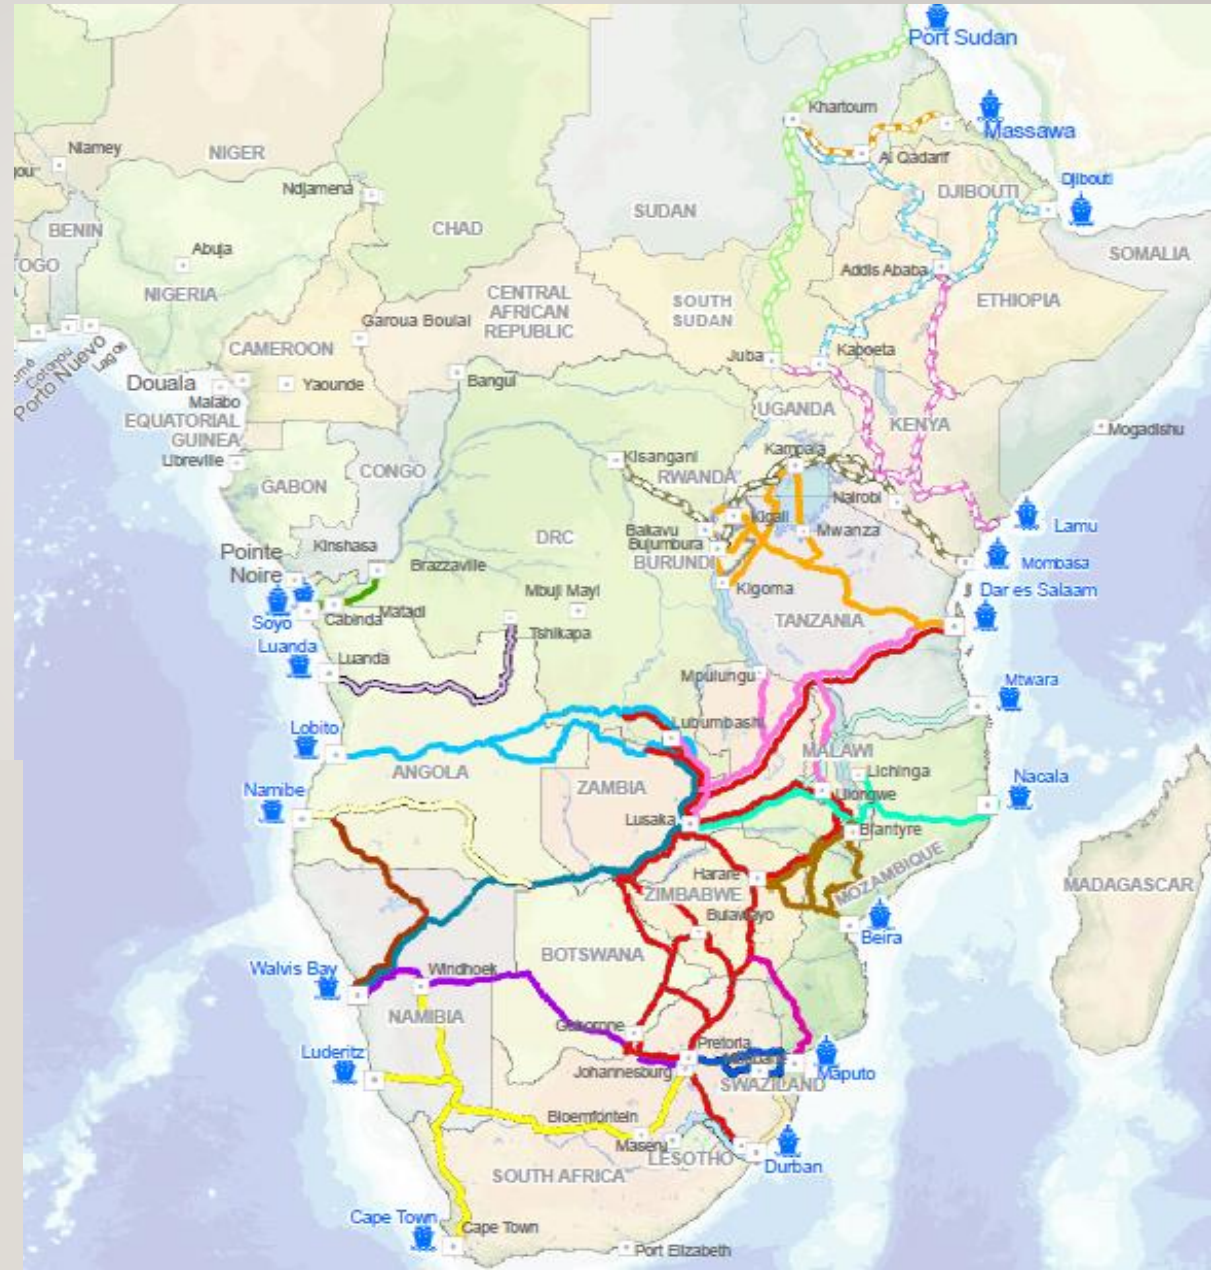 Port Sudan
Khartoum
Massawa
Niamey
NIGER
Al Qadarif
Djibouti
Ndjamena
DJIBOUTI
SUDAN
BENIN
CHAD
Abuja
SOMALIA
TOGO
Addis Ababa
NIGERIA
CENTRAL
AFRICAN
REPUBLIC
SOUTH
SUDAN
ETHIOPIA
Garoua Boulai
CAMEROON
Kapoeta
Juba
Porto Nuevo
Lagos
Douala
Yaounde
Bangui
Malabo
UGANDA
EQUATORIAL
GUINEA
KENYA
Mogadishu
Libreville
CONGO
Kisangani
Kampala
RWANDA
GABON
Nairobi
Lamu
Kigali
Bakavu
Mwanza
DRC
Bujumbura
Kinshasa
Pointe
Noire
Brazzaville
BURUNDI
Mombasa
Kigoma
Dar es Salaam
Mbuji Mayi
Matadi
Soyo
Cabinda
TANZANIA
Tshikapa
Luanda
Luanda
Mpulungu
Mtwara
Lobito
Lubumbashi
MALAWI
ANGOLA
Lichinga
Nacala
Namibe
ZAMBIA
Ulongwe
Lusaka
Blantyre
Harare
MOZAMBIQUE
MADAGASCAR
ZIMBABWE
Bulawayo
Beira
BOTSWANA
Walvis Bay
Windhoek
NAMIBIA
Gaborone
Pretoria
Luderitz
Johannesburg
Maputo
SWAZILAND
Bloemfontein
Maseru
LESOTHO
Durban
SOUTH AFRICA
Cape Town
Cape Town
Port Elizabeth